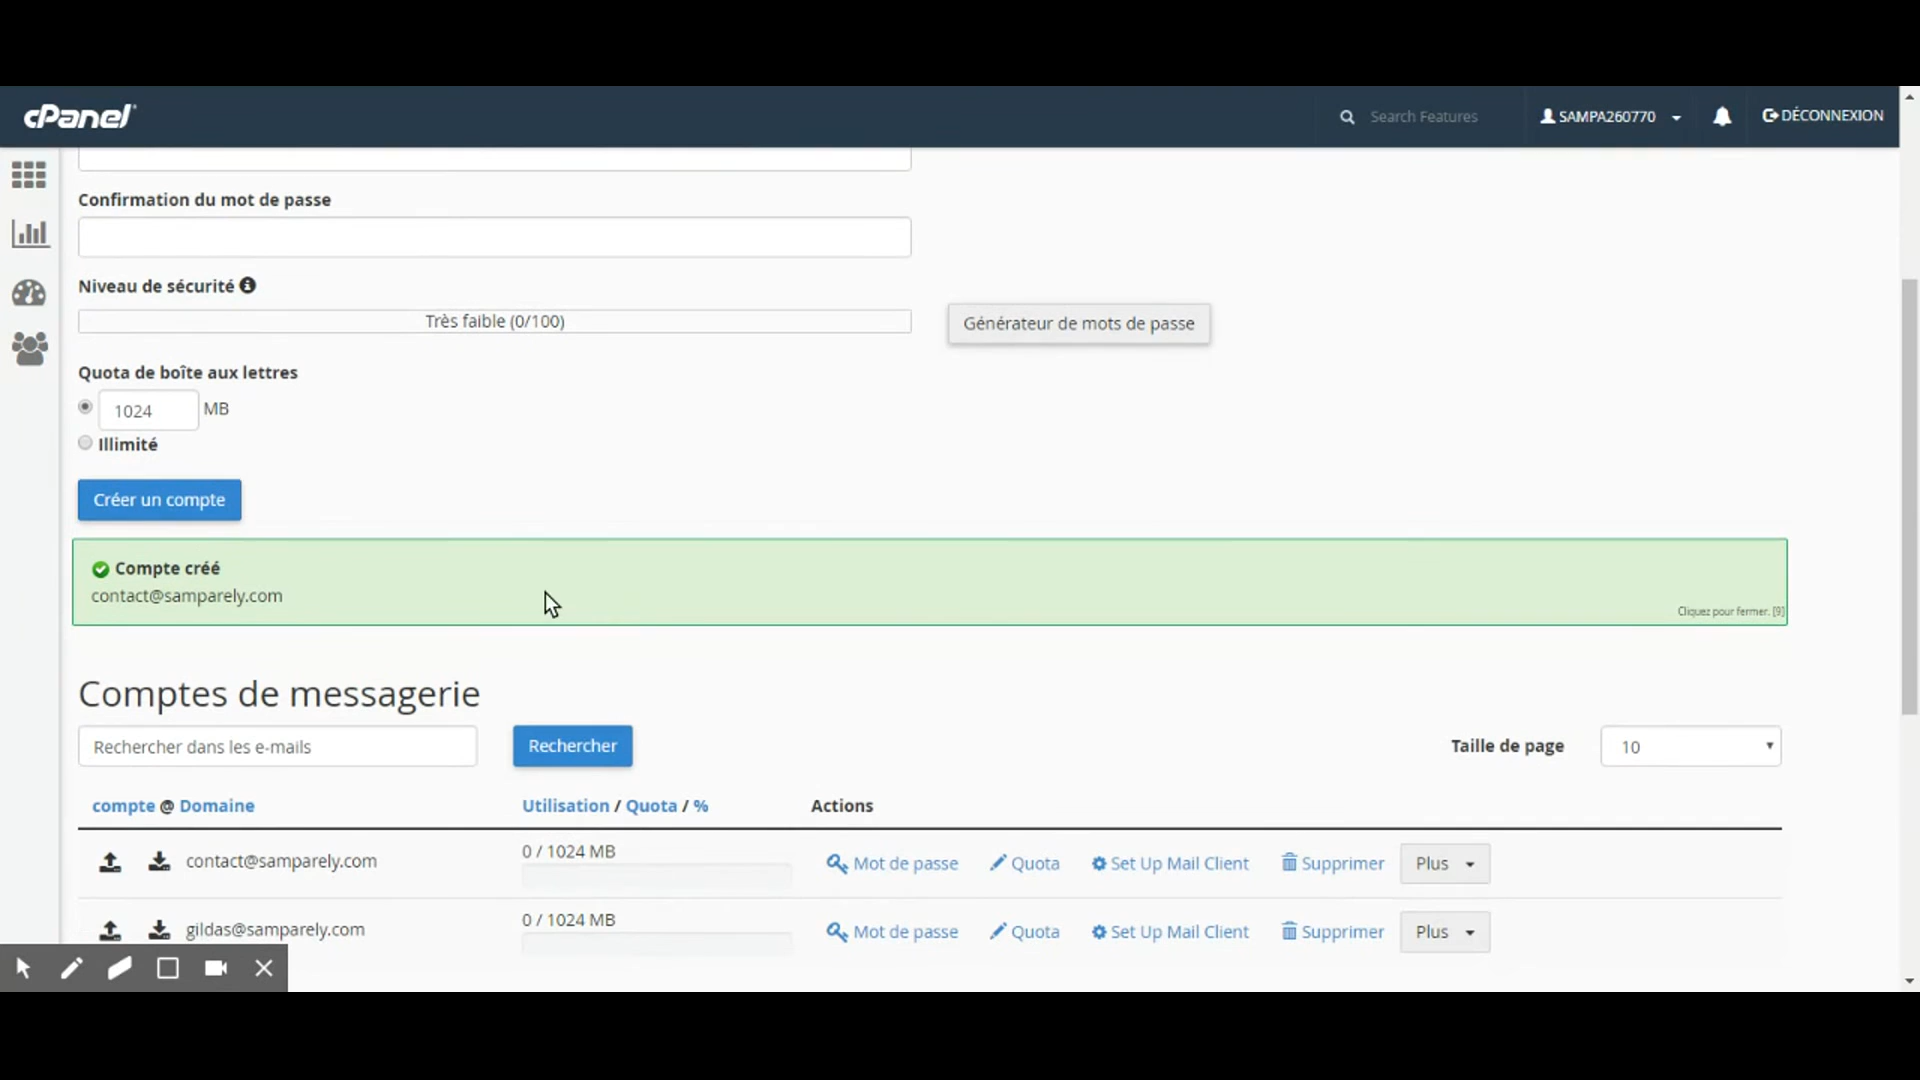 cPanel
Search Features
SAMPA260770
DÉCONNEXION
Confirmation du mot de passe
Niveau de sécurité
Très faible (0/100)
Générateur de mots de passe
Quota de boîte aux lettres
1024 MB
Illimité
Créer un compte
Compte créé
contact@samparely.com
Cliquez pour fermer. [9]
Comptes de messagerie
Rechercher dans les e-mails
Rechercher
Taille de page
10
compte @ Domaine
Utilisation / Quota / %
Actions
contact@samparely.com
0 / 1024 MB
Mot de passe
Quota
Set Up Mail Client
Supprimer
Plus
gildas@samparely.com
0 / 1024 MB
Mot de passe
Quota
Set Up Mail Client
Supprimer
Plus